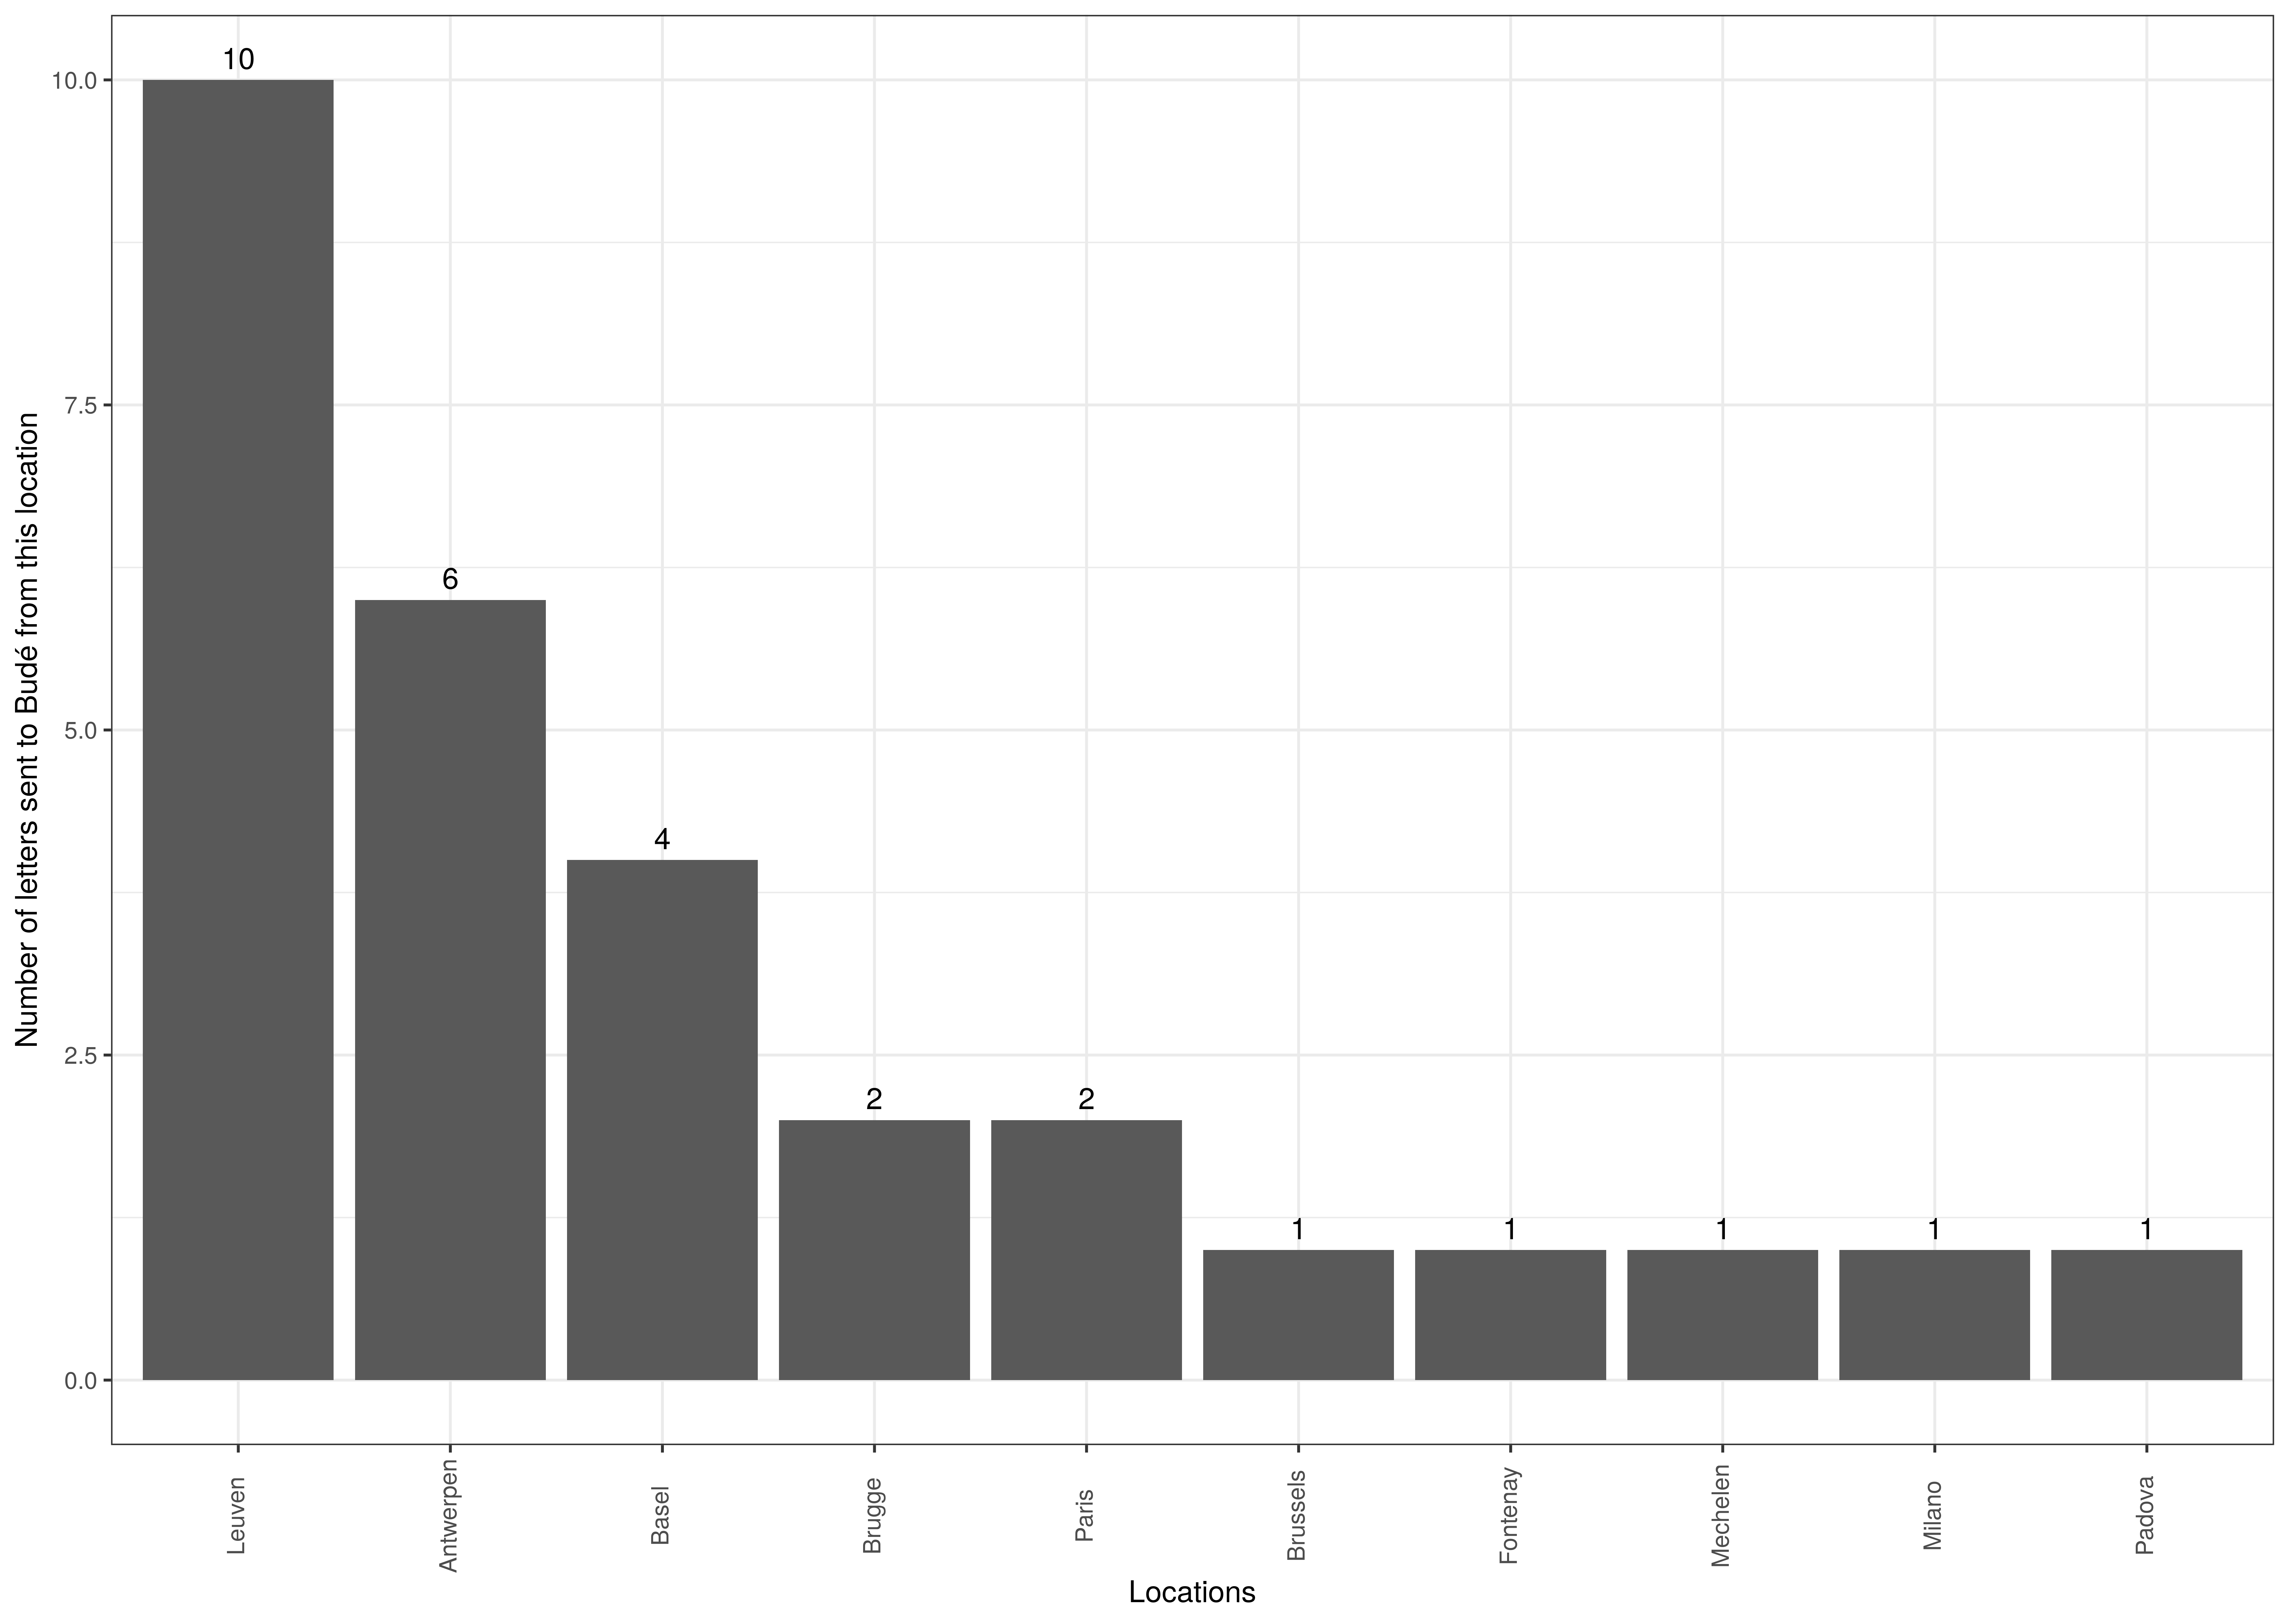 Number of letters sent to Budé from this location
10.0
7.5
5.0
2.5
0.0
10
6
4
2
2
1
1
1
1
1
Leuven
Antwerpen
Basel
Brugge
Paris
Brussels
Fontenay
Mechelen
Milano
Padova
Locations